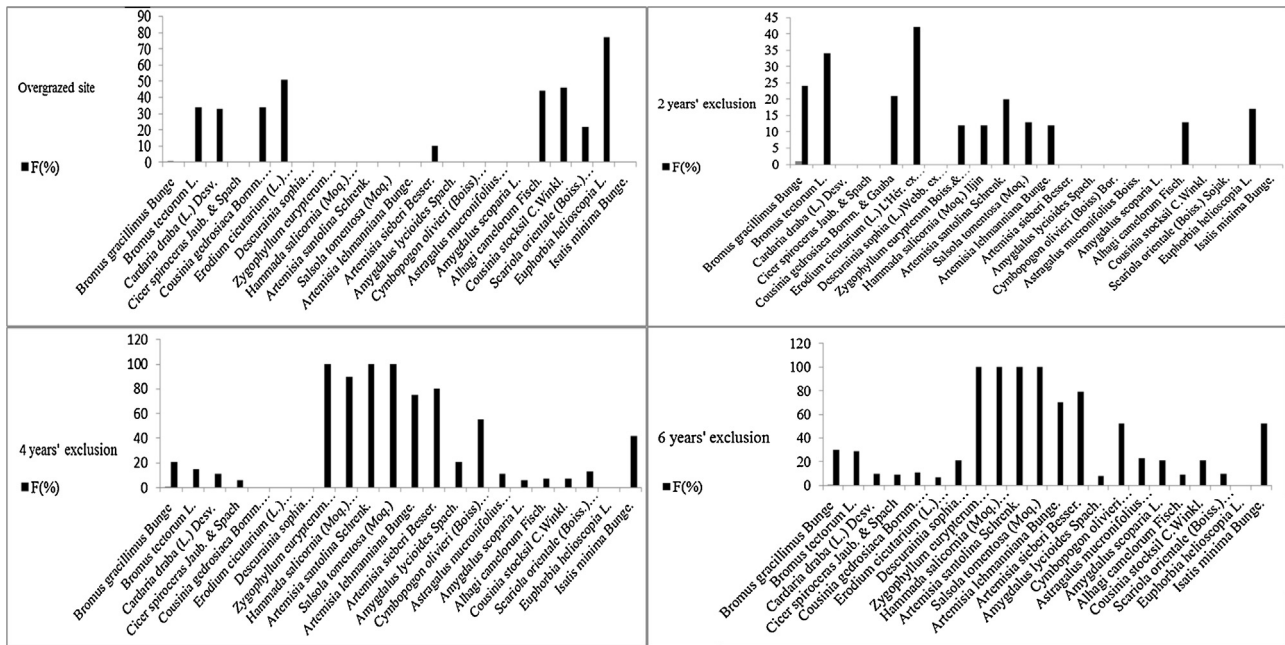 90
80
70
60
50
40
30
20
10
0
Overgrazed site
F(%)
Bromus gracillimus Bunge
Bromus tectorum L.
Cardaria draba (L.) Desv.
Cicer spiroceras Jaub. & Spach
Cousinia gedrosiaca Bornm....
Erodium cicutarium (L.)...
Descurainia sophia...
Zygophyllum eurypterum...
Hammada salicornia (Moq.)...
Artemisia santolina Schrenk.
Salsola tomentosa (Moq.)
Artemisia Ichmanniana Bunge.
Artemisia sieberi Besser.
Amygdalus lycioides Spach.
Cymbopogon olivieri (Boiss)...
Astragalus mucronifolius...
Amygdalus scoparia L.
Alhagi camelorum Fisch.
Cousinia stocksil C.Winkl.
Scariola orientale (Boiss.)...
Euphorbia helioscopia L.
Isatis minima Bunge.
45
40
35
30
25
20
15
10
5
0
2 years' exclusion
F(%)
Bromus gracillimus Bunge
Bromus tectorum L.
Cardaria draba (L.) Desv.
Cicer spiroceras Jaub. & Spach
Cousinia gedrosiaca Bornm. & Gauba
Erodium cicutarium (L.) L'Hér. ex...
Descurainia sophia (L.)Webb. ex...
Zygophyllum eurypterum Boiss.&...
Hammada salicornia (Moq.) Iljin
Artemisia santolina Schrenk.
Salsola tomentosa (Moq.)
Artemisia Ichmanniana Bunge.
Artemisia sieberi Besser.
Amygdalus lycioides Spach
Cymbopogon olivieri (Boiss) Bor.
Astragalus mucronifolius Boiss.
Amygdalus scoparia L.
Alhagi camelorum Fisch.
Cousinia stocksil C.Winkl.
Scariola orientale (Boiss.) Sojak.
Euphorbia helioscopia L.
Isatis minima Bunge.
120
100
80
60
40
20
0
4 years' exclusion
F(%)
Bromus gracillimus Bunge
Bromus tectorum L.
Cardaria draba (L.) Desv.
Cicer spiroceras Jaub. & Spach
Cousinia gedrosiaca Bornm...
Erodium cicutarium (L.)...
Descurainia sophia...
Zygophyllum eurypterum...
Hammada salicornia (Moq.)...
Artemisia santolina Schrenk.
Salsola tomentosa (Moq)
Artemisia Ichmanniana Bunge.
Artemisia sieberi Besser.
Amygdalus lycioides Spach.
Cymbopogon olivieri (Boiss)...
Astragalus mucronifolius...
Amygdalus scoparia L.
Alhagi camelorum Fisch.
Cousinia stocksil C.Winkl.
Scariola orientale (Boiss.)...
Euphorbia helioscopia L.
Isatis minima Bunge.
120
100
80
60
40
20
0
6 years' exclusion
F(%)
Bromus gracillimus Bunge
Bromus tectorum L.
Cardaria draba (L.) Desv.
Cicer spiroceras Jaub. & Spach
Cousinia gedrosiaca Bornm...
Erodium cicutarium (L.)...
Descurainia sophia...
Zygophyllum eurypterum...
Hammada salicornia (Moq.)...
Artemisia santolina Schrenk.
Salsola tomentosa (Moq.)
Artemisia Ichmanniana Bunge.
Artemisia sieberi Besser.
Amygdalus lycioides Spach.
Cymbopogon olivieri...
Astragalus mucronifolius...
Amygdalus scoparia L.
Alhagi camelorum Fisch.
Cousinia stocksil C.Winkl.
Scariola orientale (Boiss.)...
Euphorbia helioscopia L.
Isatis minima Bunge.